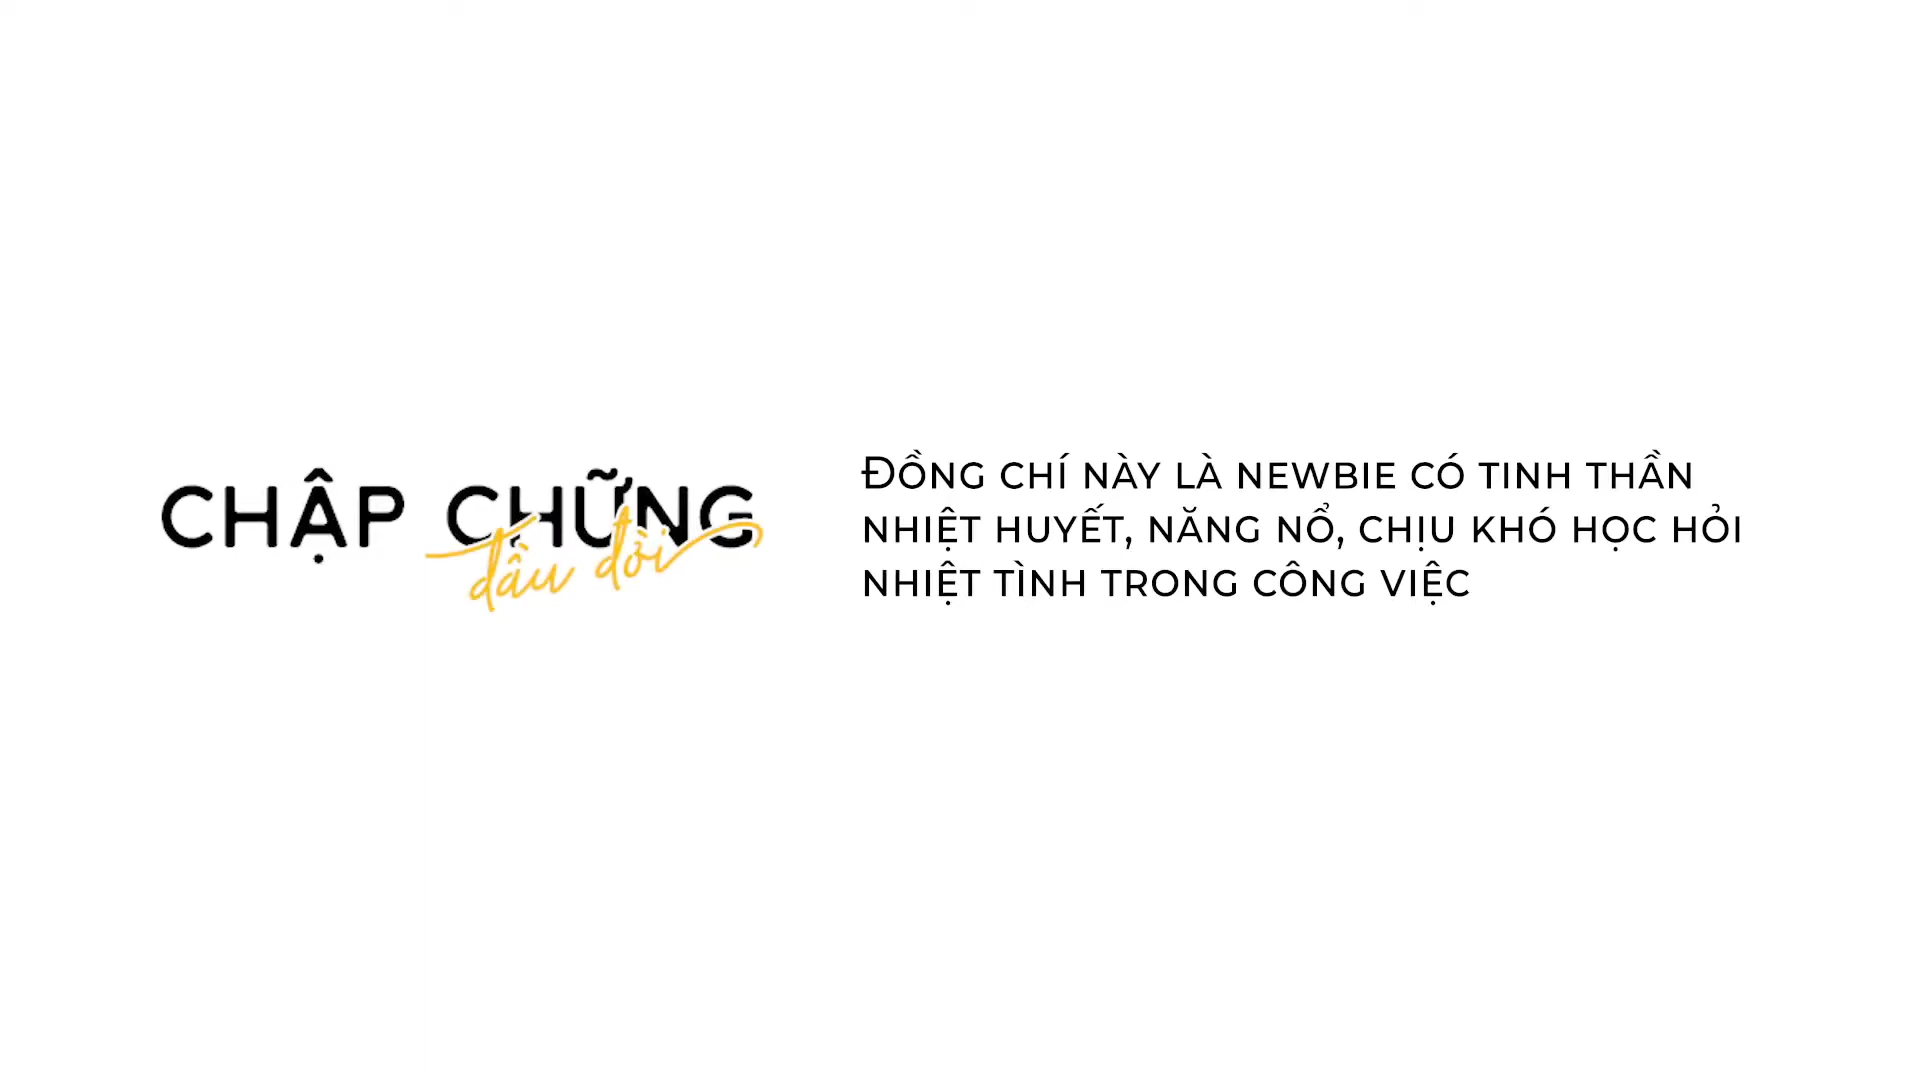 CHẬP CHỮNG
đầu đời
ĐỒNG CHÍ NÀY LÀ NEWBIE CÓ TINH THẦN
NHIỆT HUYẾT, NĂNG NỔ, CHỊU KHÓ HỌC HỎI
NHIỆT TÌNH TRONG CÔNG VIỆC